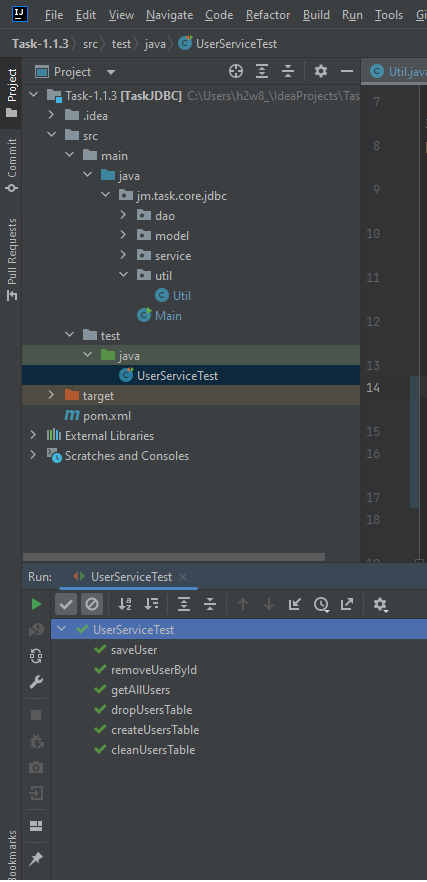 IJ File Edit View Navigate Code Refactor Build Run Tools Gi
Task-1.1.3 src test java UserServiceTest
Project
Util.java
Task-1.1.3 [TaskJDBC] C:\Users\h2w8_\IdeaProjects\Tas
.idea
src
main
java
jm.task.core.jdbc
dao
model
service
util
Util
Main
test
java
UserServiceTest
target
m pom.xml
External Libraries
Scratches and Consoles
7
8
9
10
11
12
13
14
15
16
17
18
Project
Commit
Pull Requests
Run: UserServiceTest
UserServiceTest
saveUser
removeUserById
getAllUsers
dropUsersTable
createUsersTable
cleanUsersTable
Bookmarks